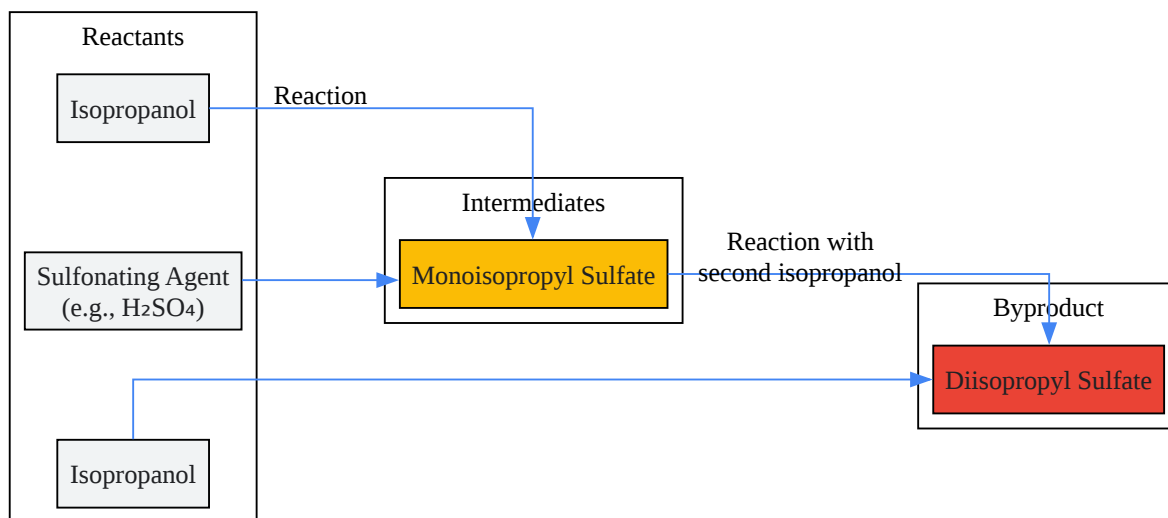 Reactants
Isopropanol
Reaction
Intermediates
Sulfonating Agent
(e.g., H₂SO₄)
Monoisopropyl Sulfate
Reaction with
second isopropanol
Byproduct
Diisopropyl Sulfate
Isopropanol